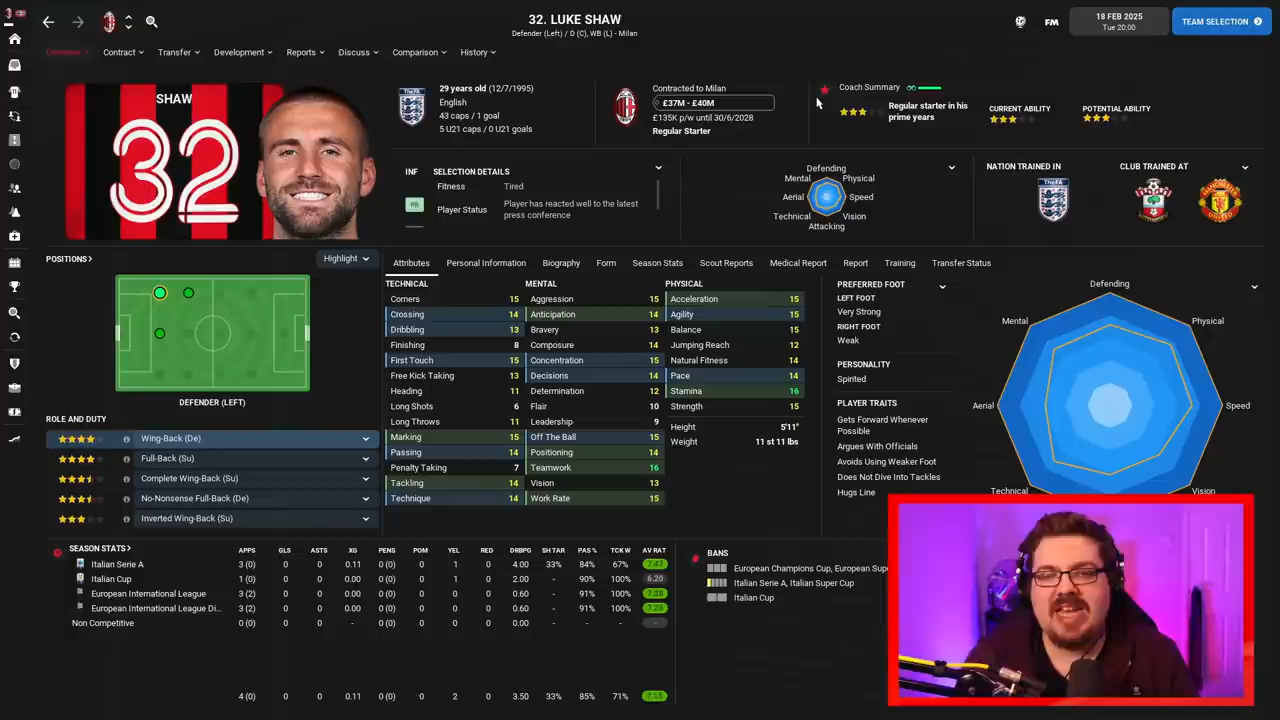 32. LUKE SHAW
Defender (Left) / D (C), WB (L) - Milan
FM
18 FEB 2025
Tue 20:00
TEAM SELECTION
Overview
Contract
Transfer
Development
Reports
Discuss
Comparison
History
SHAW
32
29 years old (12/7/1995)
English
43 caps / 1 goal
5 U21 caps / 0 U21 goals
Contracted to Milan
£37M - £40M
£135K p/w until 30/6/2028
Regular Starter
Coach Summary
Regular starter in his
prime years
CURRENT ABILITY
POTENTIAL ABILITY
INF
PR
SELECTION DETAILS
Fitness Tired
Player Status Player has reacted well to the latest
press conference
Defending
Mental Physical
Aerial Speed
Technical Vision
Attacking
NATION TRAINED IN
CLUB TRAINED AT
POSITIONS
Highlight
DEFENDER (LEFT)
ROLE AND DUTY
Wing-Back (De)
Full-Back (Su)
Complete Wing-Back (Su)
No-Nonsense Full-Back (De)
Inverted Wing-Back (Su)
Attributes Personal Information Biography Form Season Stats Scout Reports Medical Report Report Training Transfer Status
TECHNICAL
Corners 15
Crossing 14
Dribbling 13
Finishing 8
First Touch 15
Free Kick Taking 13
Heading 11
Long Shots 6
Long Throws 11
Marking 15
Passing 14
Penalty Taking 7
Tackling 14
Technique 14
MENTAL
Aggression 15
Anticipation 14
Bravery 13
Composure 14
Concentration 15
Decisions 14
Determination 12
Flair 10
Leadership 9
Off The Ball 15
Positioning 14
Teamwork 16
Vision 13
Work Rate 15
PHYSICAL
Acceleration 15
Agility 15
Balance 15
Jumping Reach 12
Natural Fitness 14
Pace 14
Stamina 16
Strength 15
Height 5'11"
Weight 11 st 11 lbs
PREFERRED FOOT
LEFT FOOT
Very Strong
RIGHT FOOT
Weak
PERSONALITY
Spirited
PLAYER TRAITS
Gets Forward Whenever
Possible
Argues With Officials
Avoids Using Weaker Foot
Does Not Dive Into Tackles
Hugs Line
Defending
Mental Physical
Aerial Speed
Technical Vision
SEASON STATS APPS GLS ASTS XG PENS POM YEL RED DRBPG SH TAR PAS % TCK W AV RAT
Italian Serie A 3 (0) 0 0 0.11 0 (0) 0 1 0 4.00 33% 84% 67% 7.47
Italian Cup 1 (0) 0 0 0.00 0 (0) 0 1 0 2.00 - 90% 100% 6.20
European International League 3 (2) 0 0 0.00 0 (0) 0 0 0 0.60 - 91% 100% 7.23
European International League Di... 3 (2) 0 0 0.00 0 (0) 0 0 0 0.60 - 91% 100% 7.23
Non Competitive 0 (0) 0 0 - 0 (0) 0 0 0 0.00 - - - -
4 (0) 0 0 0.11 0 (0) 0 2 0 3.50 33% 85% 71% 7.15
BANS
European Champions Cup, European Supe
Italian Serie A, Italian Super Cup
Italian Cup